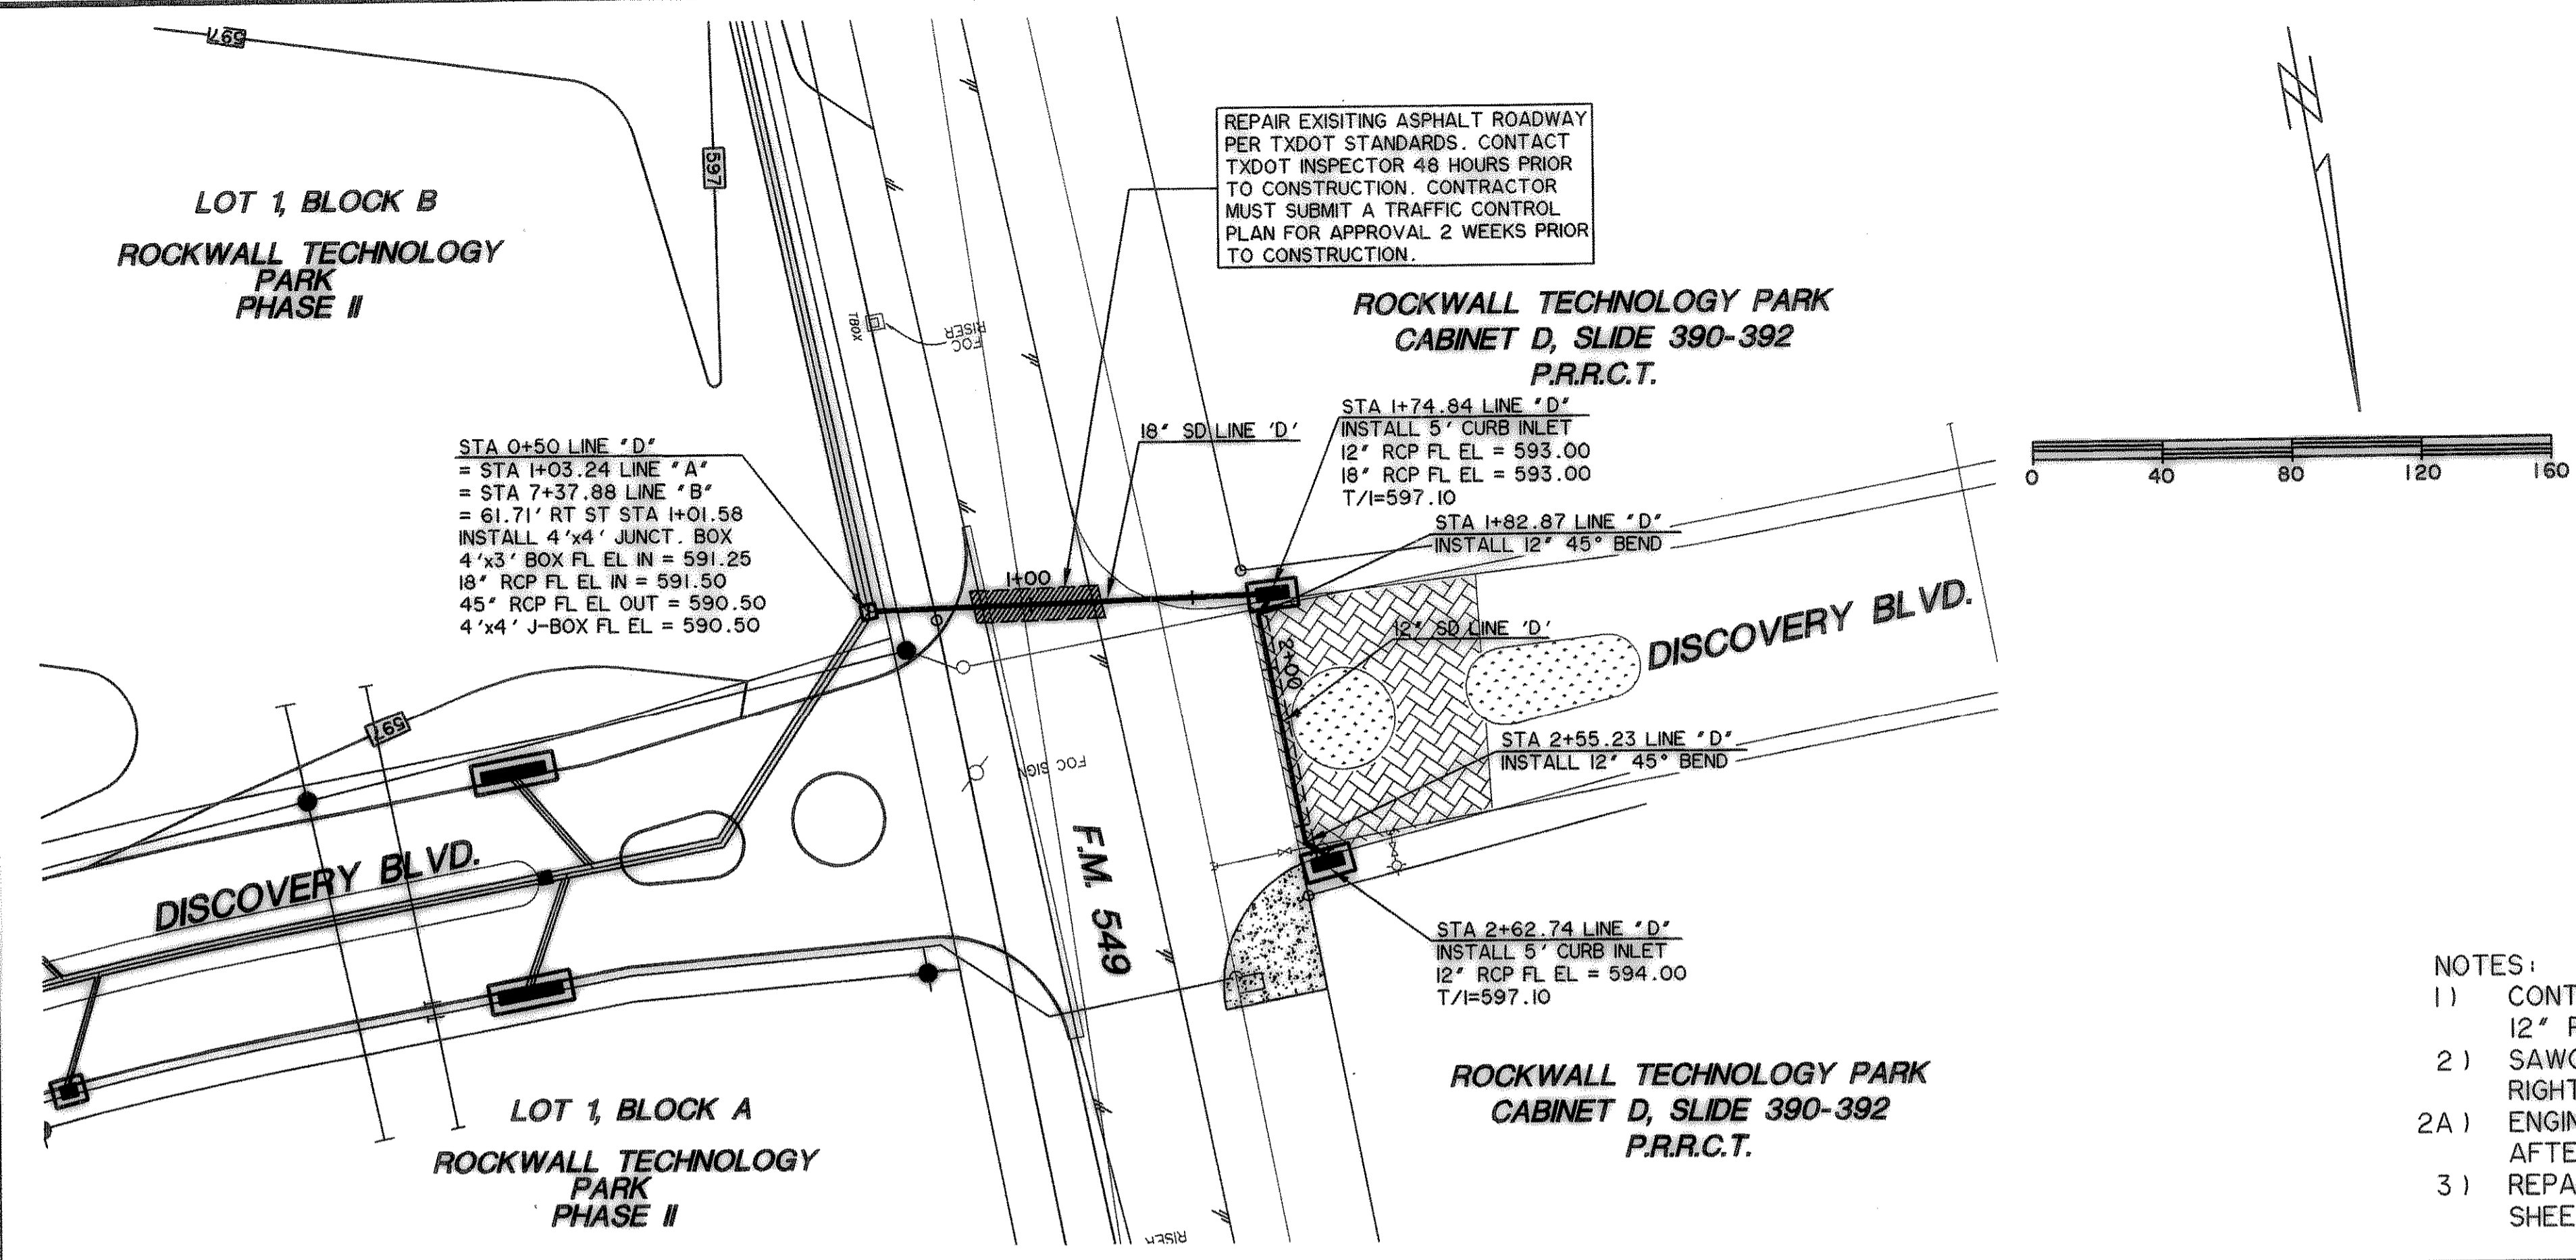 597
597
LOT 1, BLOCK B
ROCKWALL TECHNOLOGY
PARK
PHASE II
REPAIR EXISITING ASPHALT ROADWAY
PER TXDOT STANDARDS. CONTACT
TXDOT INSPECTOR 48 HOURS PRIOR
TO CONSTRUCTION. CONTRACTOR
MUST SUBMIT A TRAFFIC CONTROL
PLAN FOR APPROVAL 2 WEEKS PRIOR
TO CONSTRUCTION.
TBOX
FOC
RISER
ROCKWALL TECHNOLOGY PARK
CABINET D, SLIDE 390-392
P.R.R.C.T.
STA 0+50 LINE "D"
= STA 1+03.24 LINE "A"
= STA 7+37.88 LINE "B"
= 61.71' RT ST STA 1+01.58
INSTALL 4'x4' JUNCT. BOX
4'x3' BOX FL EL IN = 591.25
18" RCP FL EL IN = 591.50
45" RCP FL EL OUT = 590.50
4'x4' J-BOX FL EL = 590.50
18" SD LINE 'D'
STA 1+74.84 LINE "D"
INSTALL 5' CURB INLET
12" RCP FL EL = 593.00
18" RCP FL EL = 593.00
T/I=597.10
STA 1+82.87 LINE "D"
INSTALL 12" 45° BEND
0 40 80 120 160
1+00
12" SD LINE 'D'
2+00
DISCOVERY BLVD.
597
STA 2+55.23 LINE "D"
INSTALL 12" 45° BEND
FOC SIGN
F.M. 549
DISCOVERY BLVD.
STA 2+62.74 LINE "D"
INSTALL 5' CURB INLET
12" RCP FL EL = 594.00
T/I=597.10
LOT 1, BLOCK A
ROCKWALL TECHNOLOGY
PARK
PHASE II
ROCKWALL TECHNOLOGY PARK
CABINET D, SLIDE 390-392
P.R.R.C.T.
RISER
NOTES:
1) CONT
12" F
2) SAWC
RIGHT
2A) ENGIN
AFTE
3) REPA
SHEE